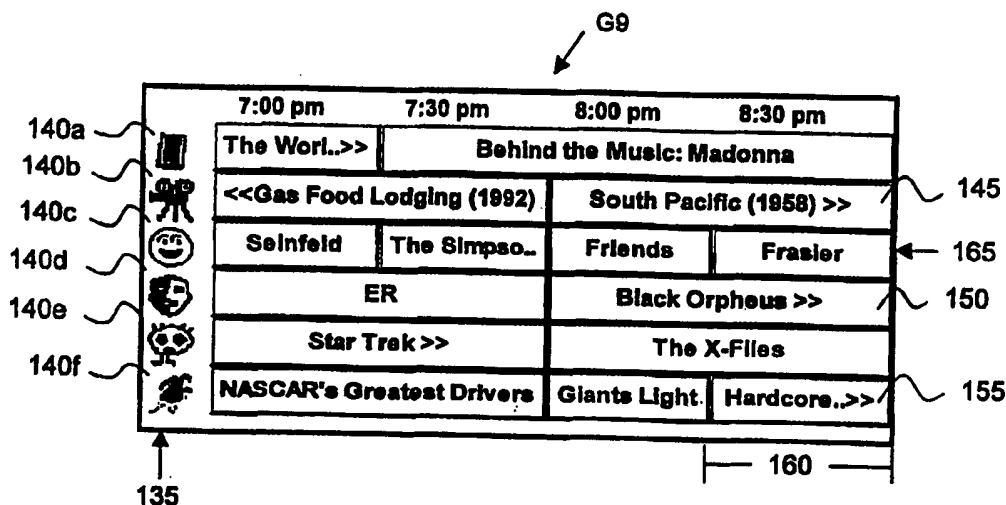 G9
7:00 pm 7:30 pm 8:00 pm 8:30 pm
140a
The Worl..>> Behind the Music: Madonna
140b
<<Gas Food Lodging (1992) South Pacific (1958) >> 145
140c
Seinfeld The Simpso.. Friends Frasier 165
140d
ER Black Orpheus >> 150
140e
Star Trek >> The X-Files
140f
NASCAR's Greatest Drivers Giants Light. Hardcore..>> 155
160
135